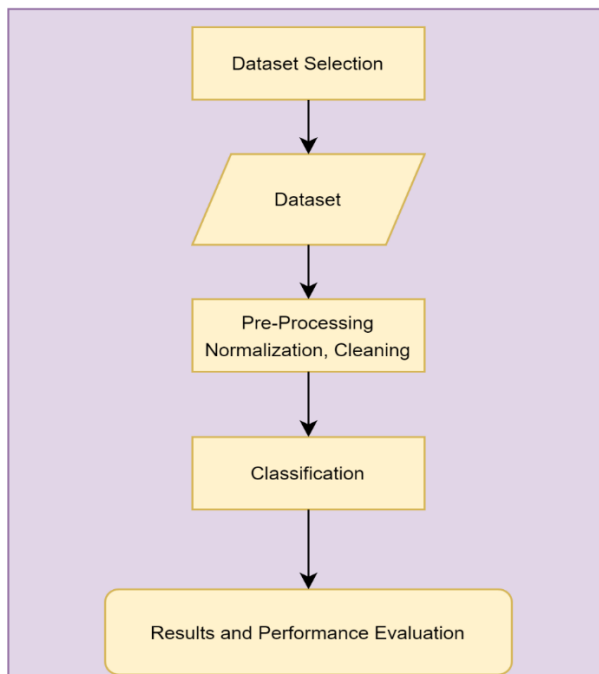 Dataset Selection
Dataset
Pre-Processing
Normalization, Cleaning
Classification
Results and Performance Evaluation